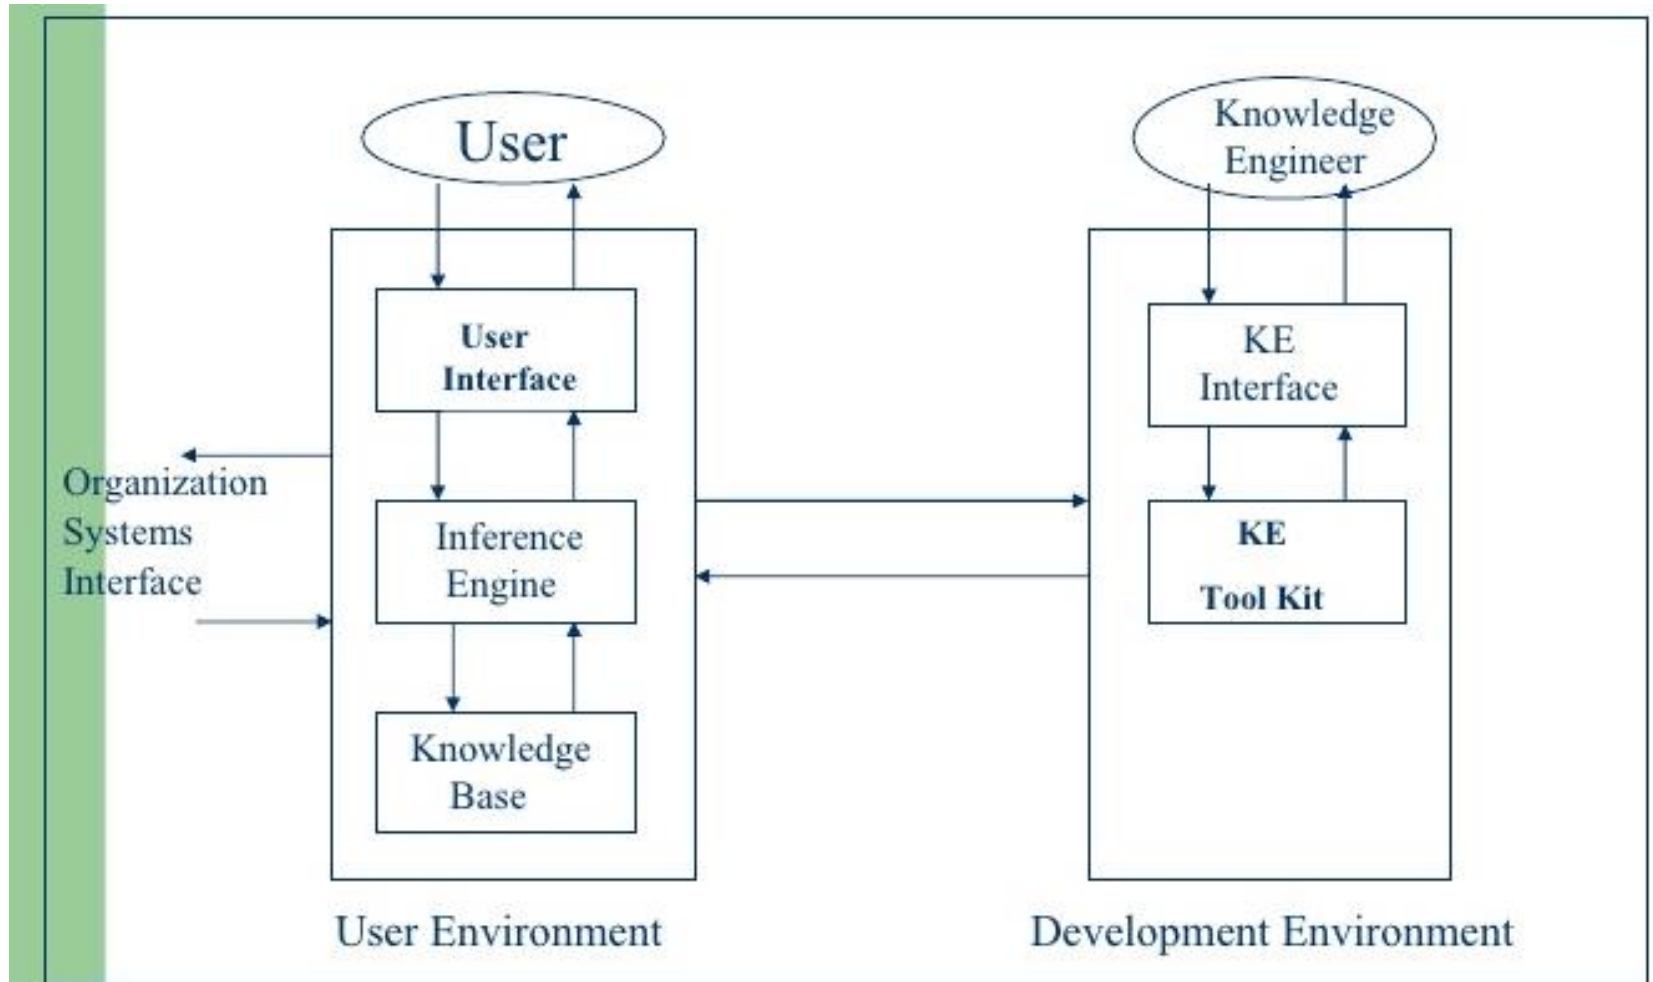 User
Knowledge
Engineer
User
Interface
KE
Interface
Organization
Systems
Interface
Inference
Engine
KE
Tool Kit
Knowledge
Base
User Environment
Development Environment